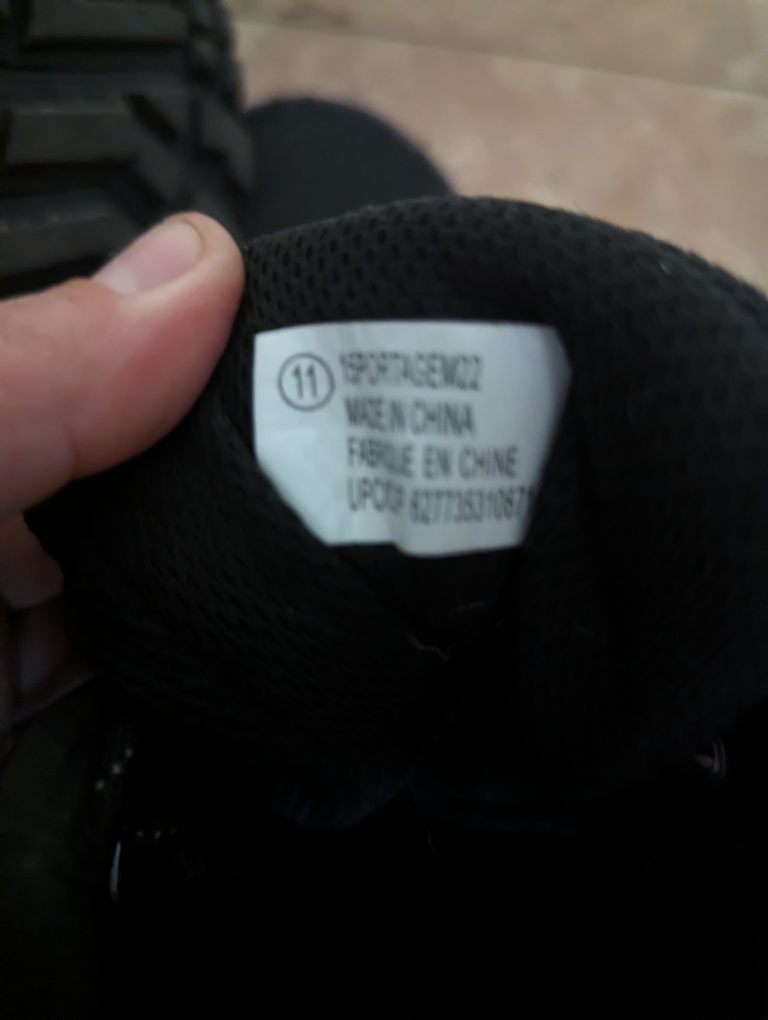 11 1SPORTAGEM22
MADE IN CHINA
FABRIQUE EN CHINE